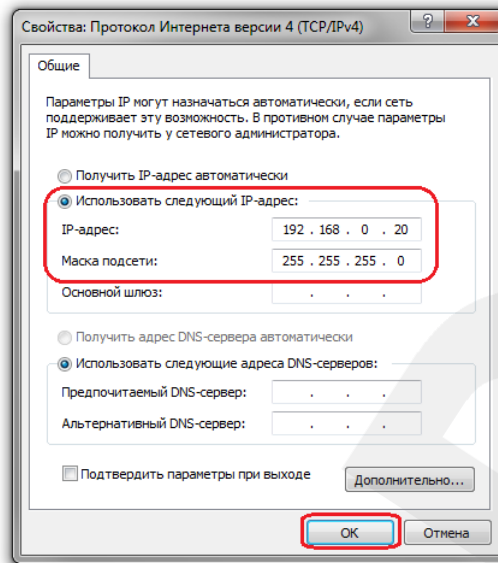 Свойства: Протокол Интернета версии 4 (TCP/IPv4)
?
Общие
Параметры IP могут назначаться автоматически, если сеть
поддерживает эту возможность. В противном случае параметры
IP можно получить у сетевого администратора.
Получить IP-адрес автоматически
Использовать следующий IP-адрес:
IP-адрес: 192 . 168 . 0 . 20
Маска подсети: 255 . 255 . 255 . 0
Основной шлюз: . . .
Получить адрес DNS-сервера автоматически
Использовать следующие адреса DNS-серверов:
Предпочитаемый DNS-сервер: . . .
Альтернативный DNS-сервер: . . .
Подтвердить параметры при выходе
Дополнительно...
ОК Отмена